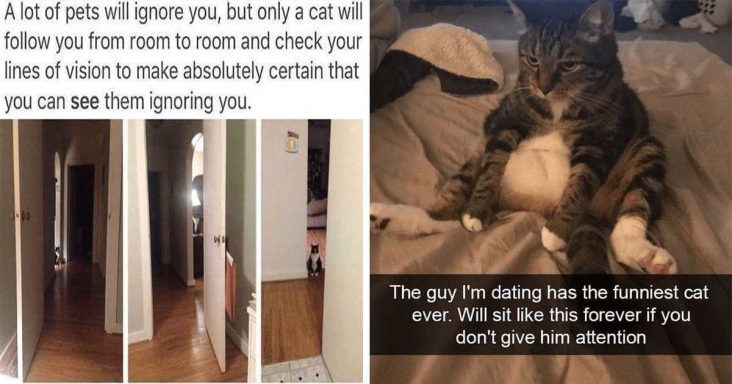 A lot of pets will ignore you, but only a cat will
follow you from room to room and check your
lines of vision to make absolutely certain that
you can see them ignoring you.
The guy I'm dating has the funniest cat
ever. Will sit like this forever if you
don't give him attention